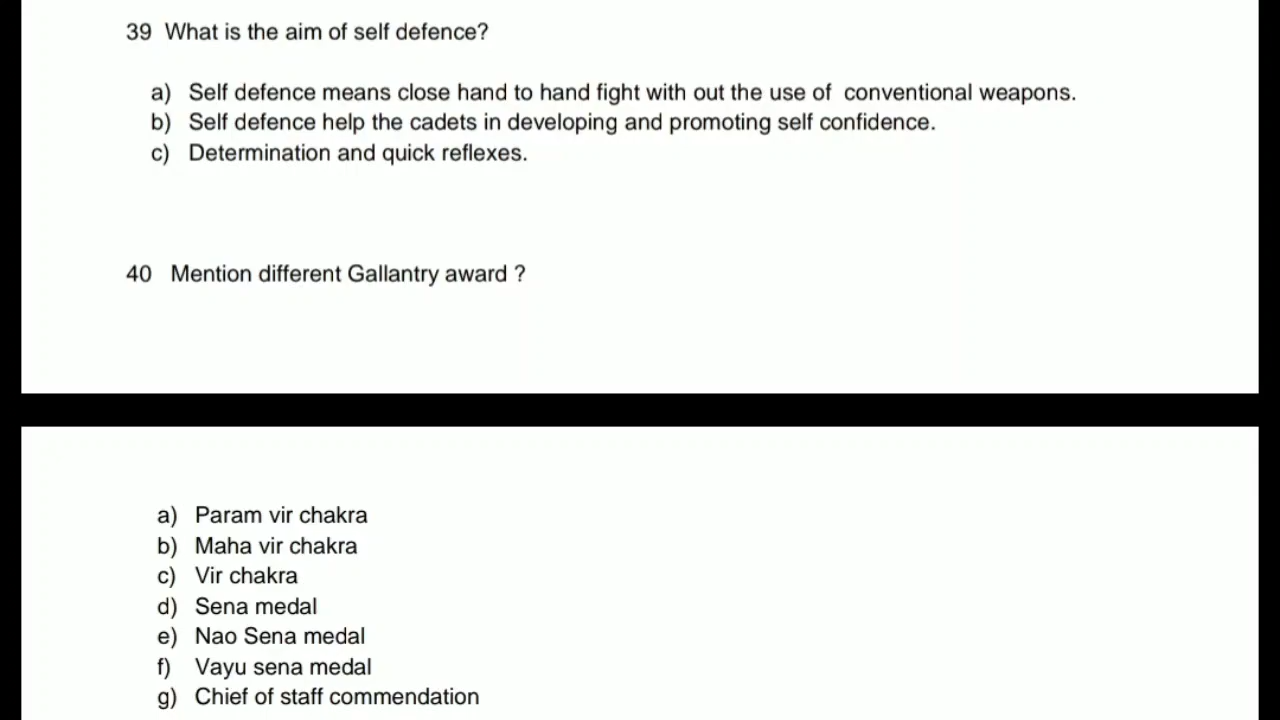 39 What is the aim of self defence?
a) Self defence means close hand to hand fight with out the use of conventional weapons.
b) Self defence help the cadets in developing and promoting self confidence.
c) Determination and quick reflexes.
40 Mention different Gallantry award ?
a) Param vir chakra
b) Maha vir chakra
c) Vir chakra
d) Sena medal
e) Nao Sena medal
f) Vayu sena medal
g) Chief of staff commendation